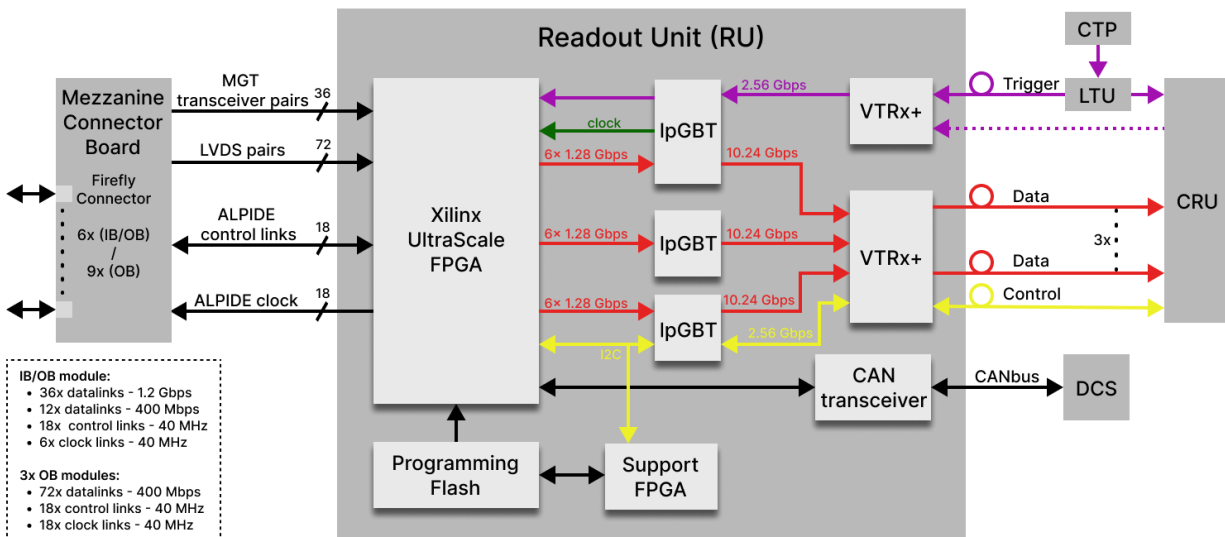 Readout Unit (RU)
CTP
LTU
Trigger
CRU
Mezzanine
Connector
Board
Firefly
Connector
6x (IB/OB)
/
9x (OB)
MGT
transceiver pairs
36
LVDS pairs
72
ALPIDE
control links
18
ALPIDE clock
18
Xilinx
UltraScale
FPGA
clock
6× 1.28 Gbps
6× 1.28 Gbps
6× 1.28 Gbps
I2C
lpGBT
lpGBT
lpGBT
2.56 Gbps
10.24 Gbps
10.24 Gbps
10.24 Gbps
2.56 Gbps
VTRx+
VTRx+
Data
3x
Data
Control
CAN
transceiver
CANbus
DCS
Programming
Flash
Support
FPGA
IB/OB module:
• 36x datalinks - 1.2 Gbps
• 12x datalinks - 400 Mbps
• 18x control links - 40 MHz
• 6x clock links - 40 MHz
3x OB modules:
• 72x datalinks - 400 Mbps
• 18x control links - 40 MHz
• 18x clock links - 40 MHz